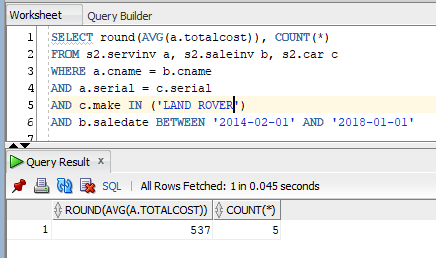 Worksheet Query Builder
1 SELECT round(AVG(a.totalcost)), COUNT(*)
2 FROM s2.servinv a, s2.saleinv b, s2.car c
3 WHERE a.cname = b.cname
4 AND a.serial = c.serial
5 AND c.make IN ('LAND ROVER')
6 AND b.saledate BETWEEN '2014-02-01' AND '2018-01-01'
7
Query Result x
SQL | All Rows Fetched: 1 in 0.045 seconds
ROUND(AVG(A.TOTALCOST)) COUNT(*)
1 537 5